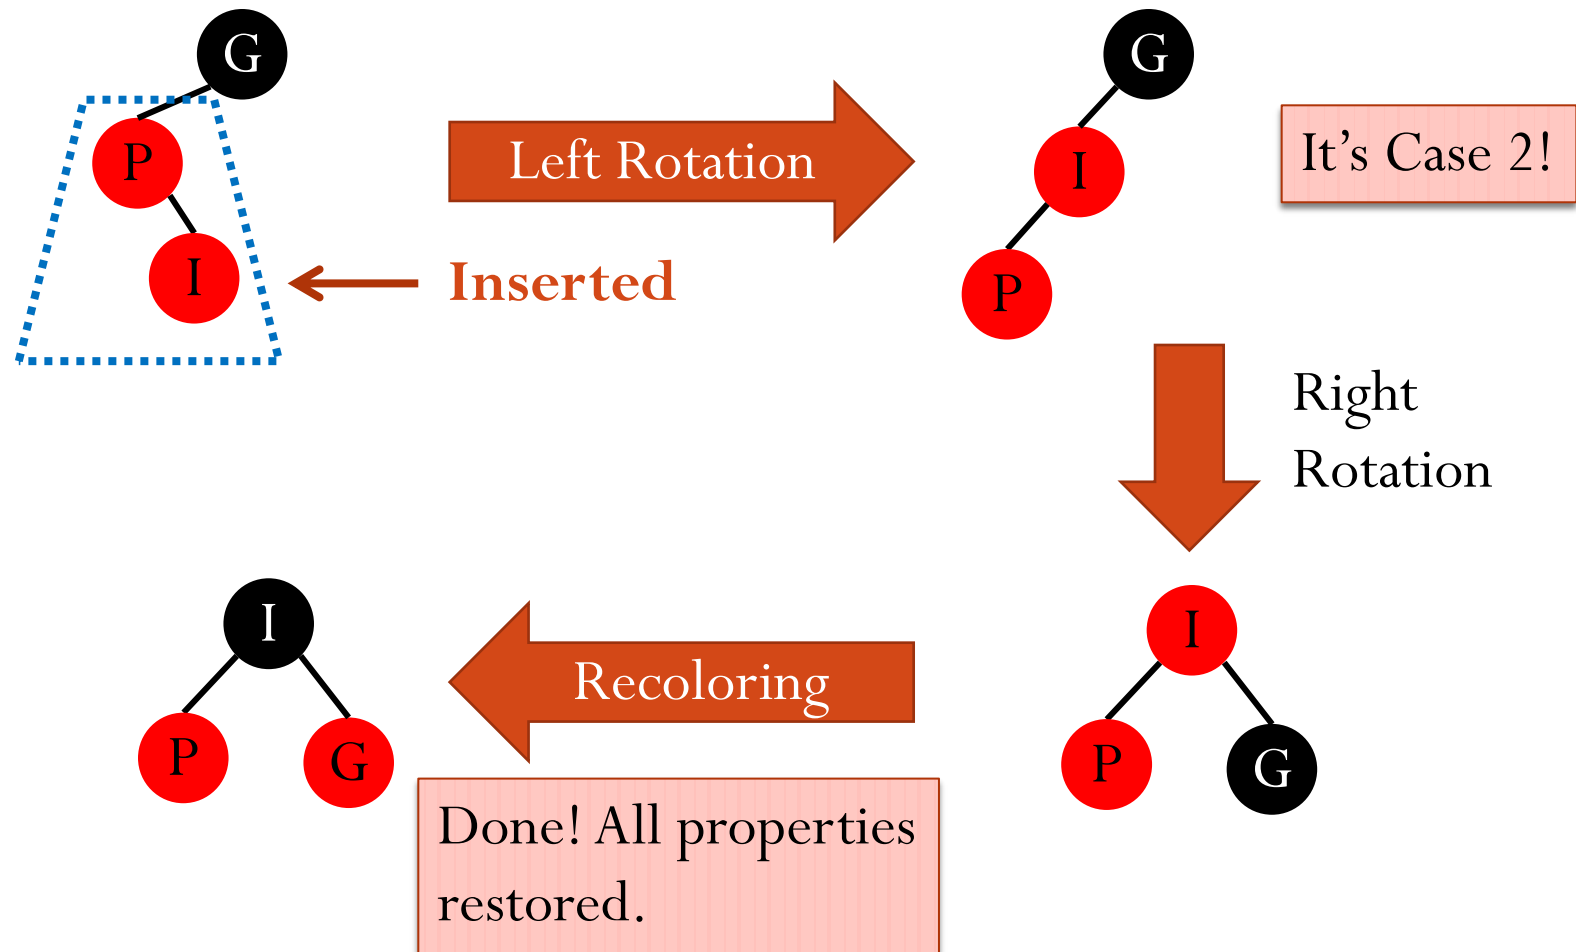 G
P
I
Left Rotation
Inserted
G
I
P
It's Case 2!
Right
Rotation
I
P
G
Recoloring
I
P
G
Done! All properties
restored.